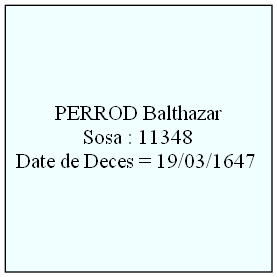 PERROD Balthazar
Sosa : 11348
Date de Deces = 19/03/1647